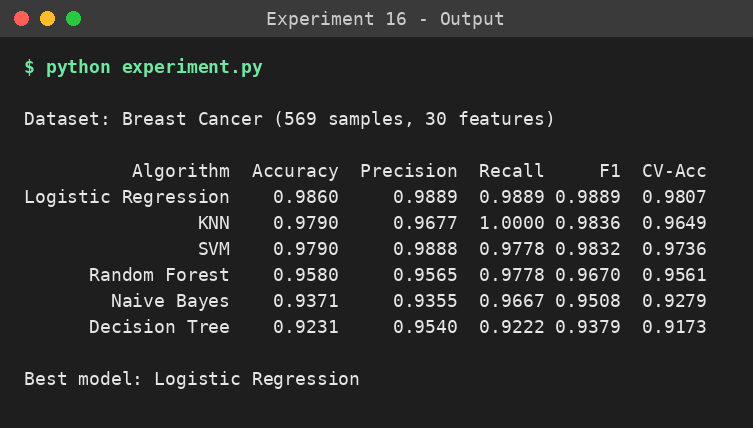 Experiment 16 - Output
$ python experiment.py
Dataset: Breast Cancer (569 samples, 30 features)
Algorithm Accuracy Precision Recall F1 CV-Acc
Logistic Regression 0.9860 0.9889 0.9889 0.9889 0.9807
KNN 0.9790 0.9677 1.0000 0.9836 0.9649
SVM 0.9790 0.9888 0.9778 0.9832 0.9736
Random Forest 0.9580 0.9565 0.9778 0.9670 0.9561
Naive Bayes 0.9371 0.9355 0.9667 0.9508 0.9279
Decision Tree 0.9231 0.9540 0.9222 0.9379 0.9173
Best model: Logistic Regression